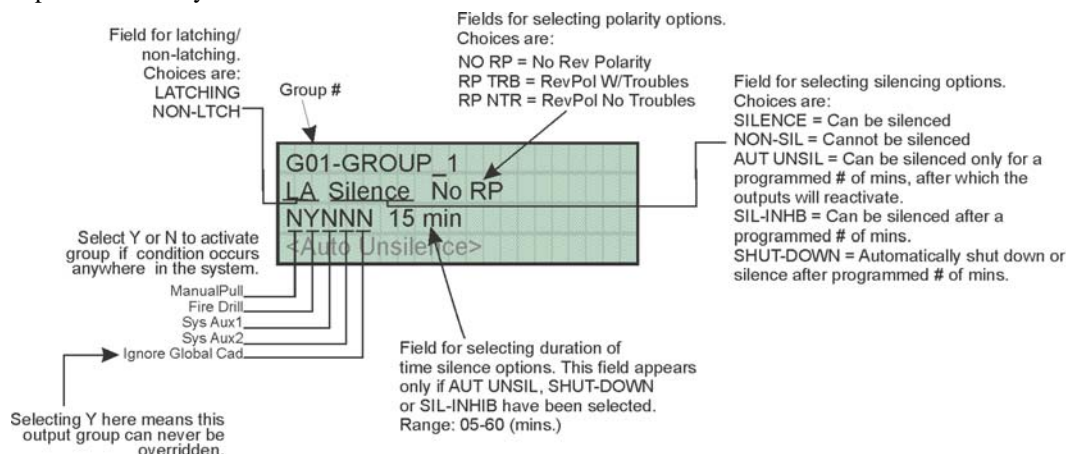 Fields for selecting polarity options.
Choices are:
NO RP = No Rev Polarity
RP TRB = RevPol W/Troubles
RP NTR = RevPol No Troubles
Field for latching/
non-latching.
Choices are:
LATCHING
NON-LTCH
Group #
Field for selecting silencing options.
Choices are:
SILENCE = Can be silenced
NON-SIL = Cannot be silenced
AUT UNSIL = Can be silenced only for a
programmed # of mins, after which the
outputs will reactivate.
SIL-INHB = Can be silenced after a
programmed # of mins.
SHUT-DOWN = Automatically shut down or
silence after programmed # of mins.
G01-GROUP_1
LA Silence No RP
NYNNN 15 min
<Auto Unsilence>
Select Y or N to activate
group if condition occurs
anywhere in the system.
ManualPull
Fire Drill
Sys Aux1
Sys Aux2
Ignore Global Cad
Selecting Y here means this
output group can never be
overridden.
Field for selecting duration of
time silence options. This field appears
only if AUT UNSIL, SHUT-DOWN
or SIL-INHIB have been selected.
Range: 05-60 (mins.)